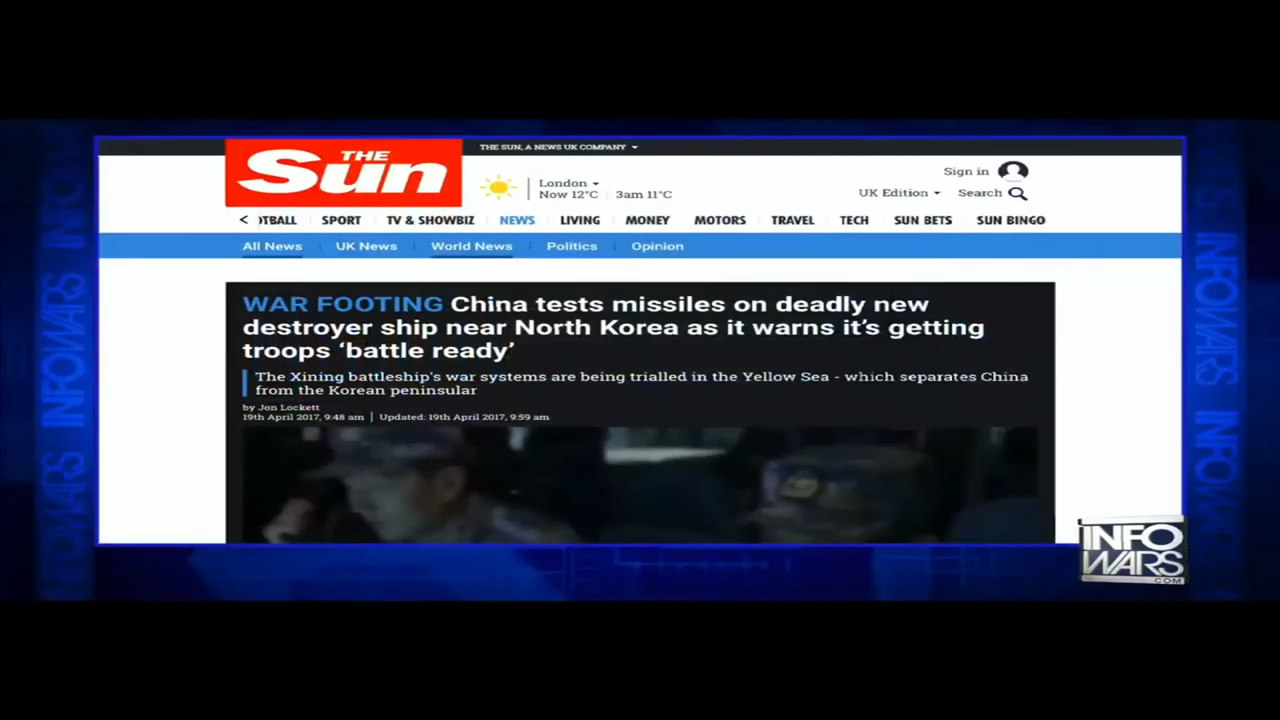 THE SUN, A NEWS UK COMPANY
THE
Sun
London
Now 12°C
3am 11°C
Sign in
UK Edition
Search
<
OTBALL SPORT TV & SHOWBIZ NEWS LIVING MONEY MOTORS TRAVEL TECH SUN BETS SUN BINGO
All News UK News World News Politics Opinion
WAR FOOTING China tests missiles on deadly new
destroyer ship near North Korea as it warns it's getting
troops 'battle ready'
The Xining battleship's war systems are being trialled in the Yellow Sea - which separates China
from the Korean peninsular
by Jon Lockett
19th April 2017, 9:48 am | Updated: 19th April 2017, 9:59 am
INFOWARS
INFOWARS
INFO
WARS
.COM